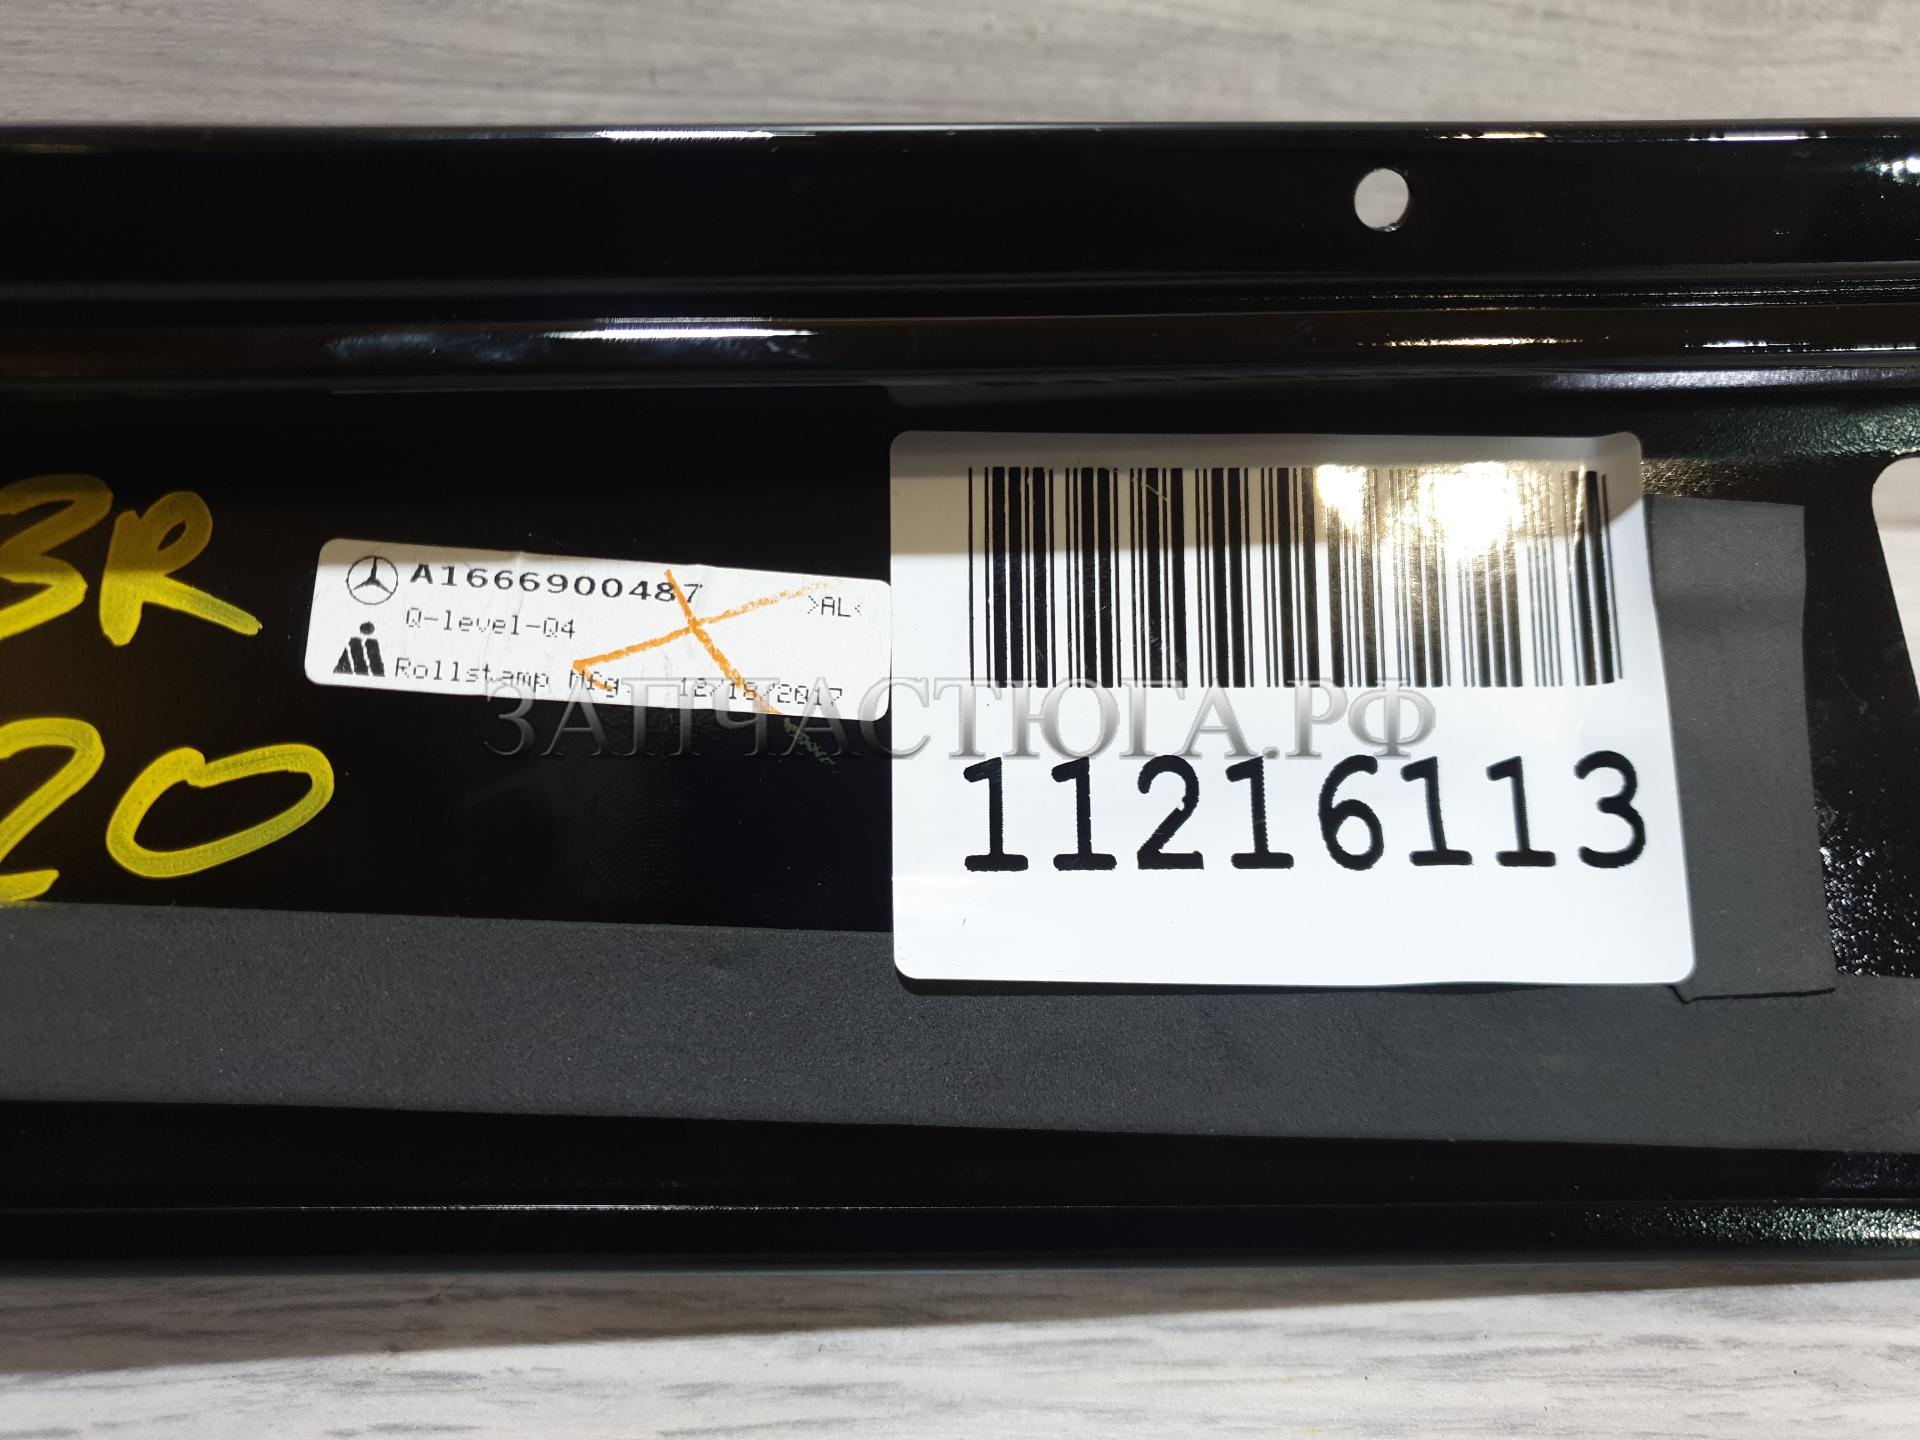 3R
20
A1666900487
>AL<
Q-level-Q4
Rollstamp Mfg. 12/18/2017
ЗАПЧАСТЮГА.РФ
11216113